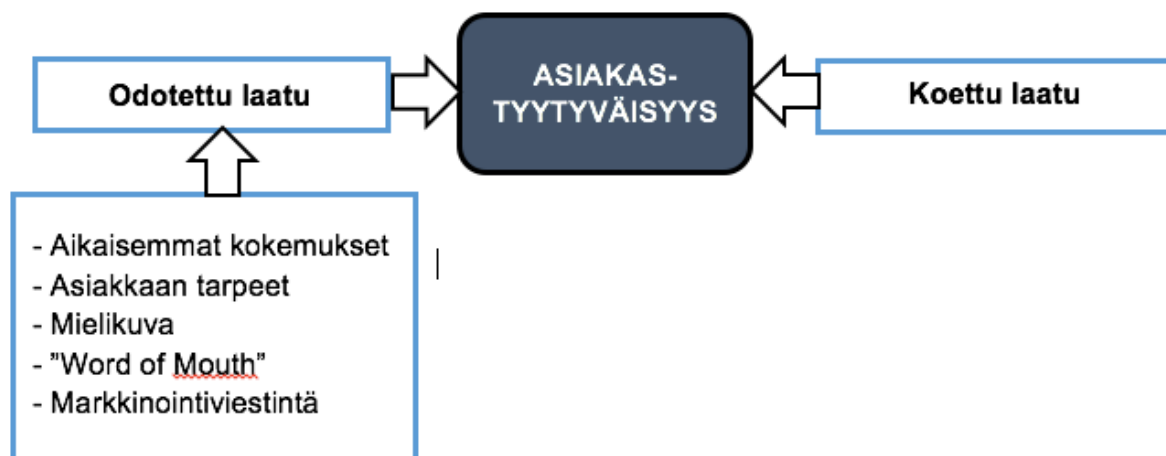 Odotettu laatu
ASIAKAS-
TYYTYVÄISYYS
Koettu laatu
- Aikaisemmat kokemukset
- Asiakkaan tarpeet
- Mielikuva
- ”Word of Mouth”
- Markkinointiviestintä